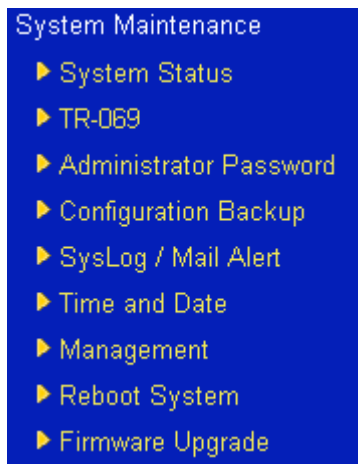 System Maintenance
System Status
TR-069
Administrator Password
Configuration Backup
SysLog / Mail Alert
Time and Date
Management
Reboot System
Firmware Upgrade